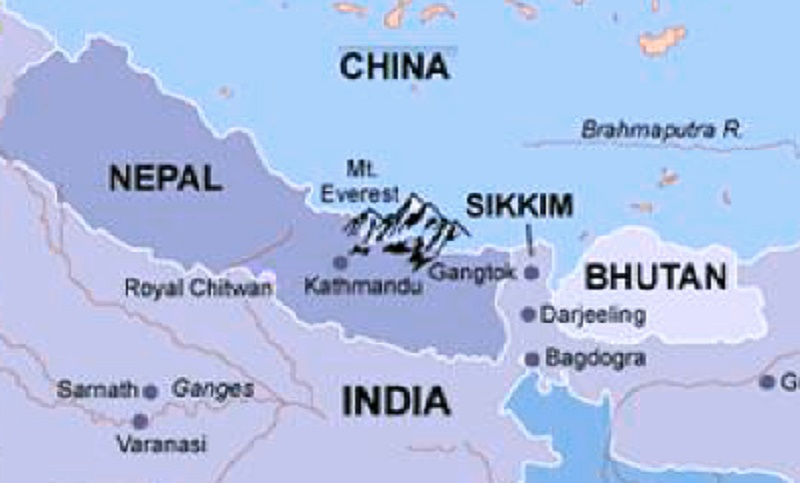 CHINA
Brahmaputra R.
Mt.
Everest
NEPAL
SIKKIM
Gangtok
BHUTAN
Kathmandu
Royal Chitwan
Darjeeling
Bagdogra
Sarnath
Ganges
INDIA
Varanasi
G